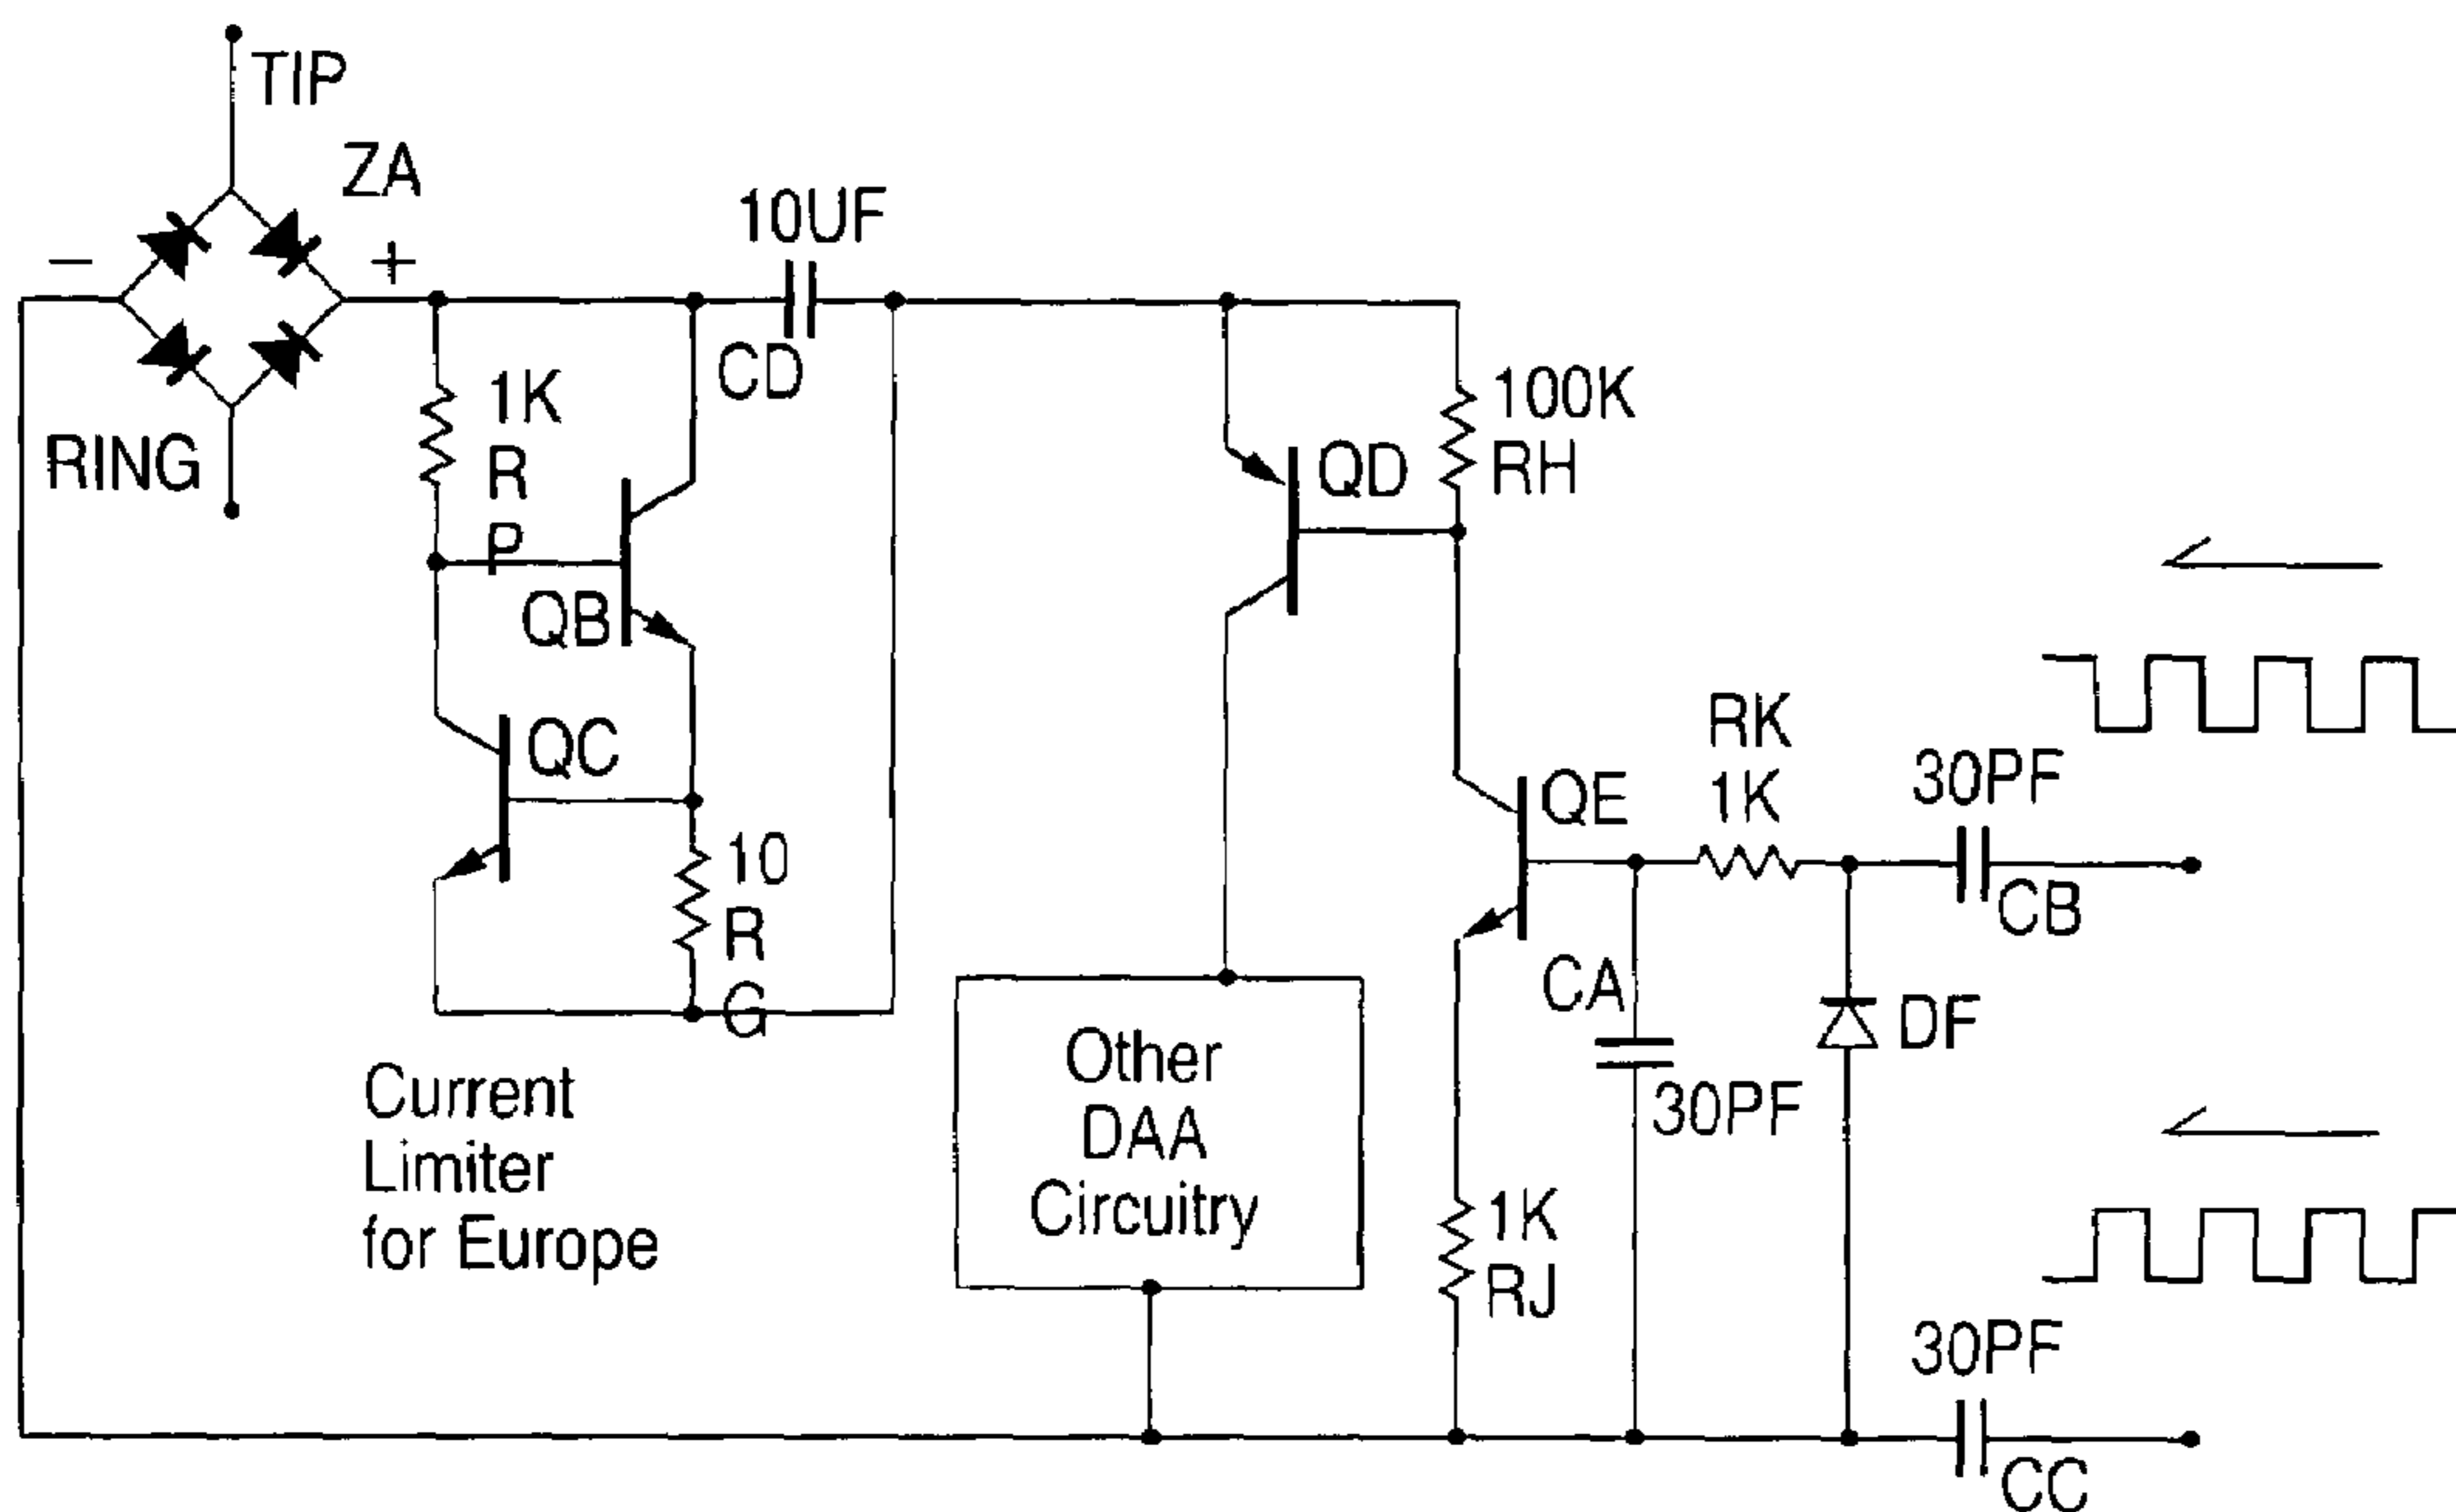 TIP
ZA
10UF
–
+
CD
1K
R
P
100K
RH
RING
QD
QB
RK
QC
1K
30PF
QE
10
R
G
CB
CA
DF
Other
DAA
Circuitry
Current
Limiter
for Europe
30PF
1K
RJ
30PF
CC